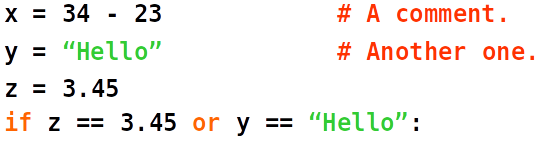 x = 34 - 23 # A comment.
y = “Hello” # Another one.
z = 3.45
if z == 3.45 or y == “Hello”: